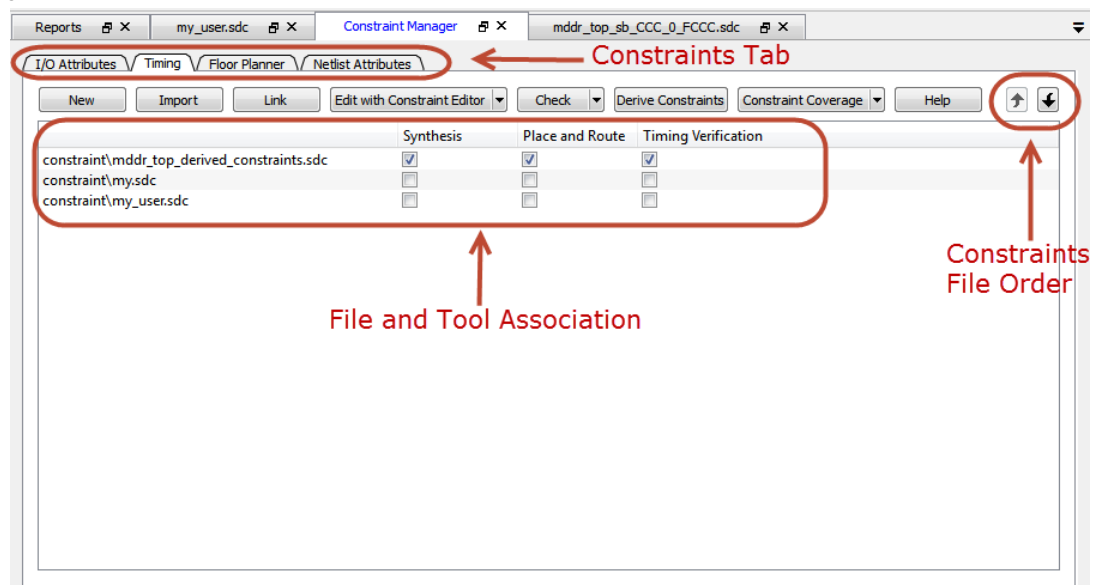 Reports my_user.sdc Constraint Manager mddr_top_sb_CCC_0_FCCC.sdc
I/O Attributes Timing Floor Planner Netlist Attributes
Constraints Tab
New Import Link Edit with Constraint Editor Check Derive Constraints Constraint Coverage Help
Synthesis Place and Route Timing Verification
constraint\mddr_top_derived_constraints.sdc
constraint\my.sdc
constraint\my_user.sdc
Constraints
File Order
File and Tool Association